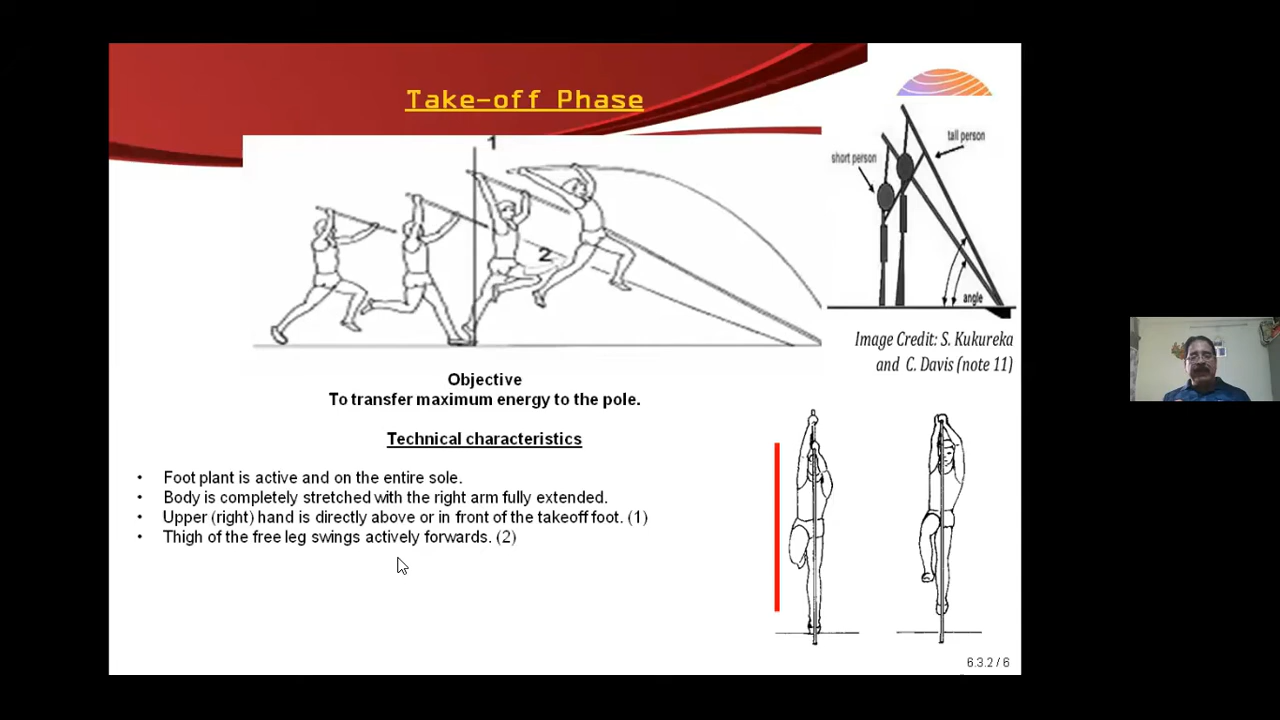 Take-off Phase
1
2
short person
tall person
angle
Image Credit: S. Kukureka
and C. Davis (note 11)
Objective
To transfer maximum energy to the pole.
Technical characteristics
• Foot plant is active and on the entire sole.
• Body is completely stretched with the right arm fully extended.
• Upper (right) hand is directly above or in front of the takeoff foot. (1)
• Thigh of the free leg swings actively forwards. (2)
6.3.2 / 6